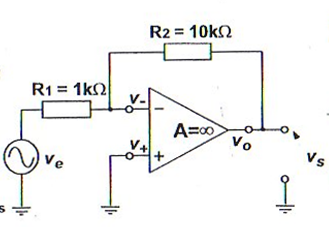 R2 = 10kΩ
R1 = 1kΩ
v-
−
A=∞
v+
+
vo
ve
vs
s